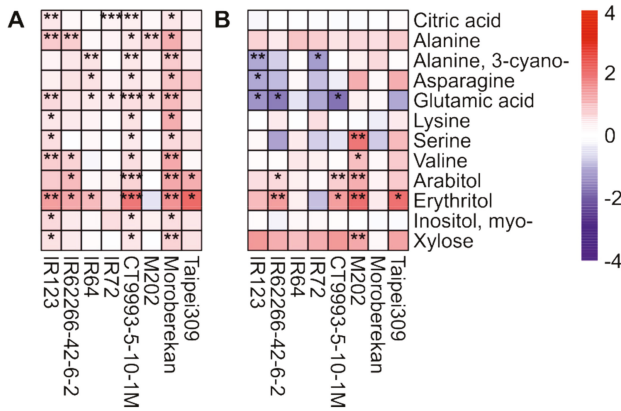 A
B
** *** ** *
** ** * ** *
** ** **
* * **
** * * *** * **
* * *
* * *
** * * **
* *** ** *
** * * *** ** *
* * *
* * **
** *
*
* * *
**
*
* ** **
** * ** *
**
Citric acid
Alanine
Alanine, 3-cyano-
Asparagine
Glutamic acid
Lysine
Serine
Valine
Arabitol
Erythritol
Inositol, myo-
Xylose
IR123
IR62266-42-6-2
IR64
IR72
CT9993-5-10-1M
M202
Moroberekan
Taipei309
IR123
IR62266-42-6-2
IR64
IR72
CT9993-5-10-1M
M202
Moroberekan
Taipei309
4
2
0
-2
-4